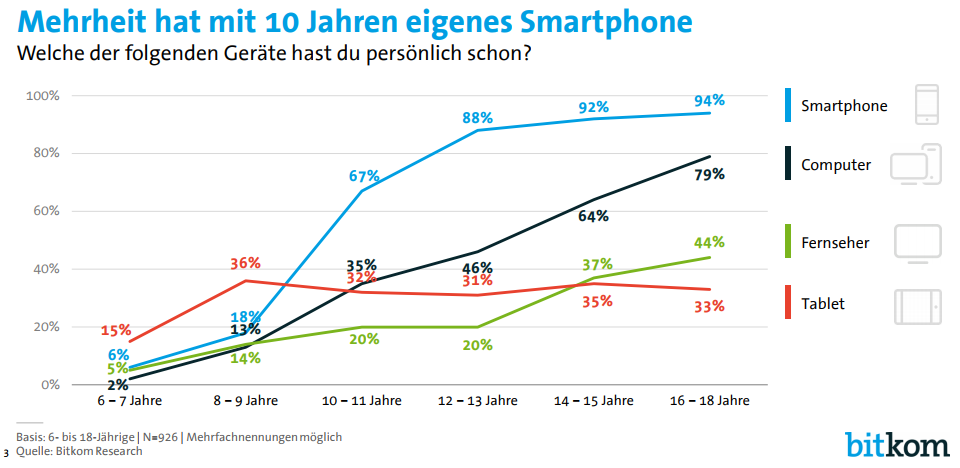 Mehrheit hat mit 10 Jahren eigenes Smartphone
Welche der folgenden Geräte hast du persönlich schon?
100%
80%
60%
40%
20%
0%
15%
6%
5%
2%
36%
18%
13%
14%
67%
35%
32%
20%
88%
46%
31%
20%
92%
64%
37%
35%
94%
79%
44%
33%
6 – 7 Jahre
8 – 9 Jahre
10 – 11 Jahre
12 – 13 Jahre
14 – 15 Jahre
16 – 18 Jahre
Smartphone
Computer
Fernseher
Tablet
Basis: 6- bis 18-Jährige | N=926 | Mehrfachnennungen möglich
3 Quelle: Bitkom Research
bitkom